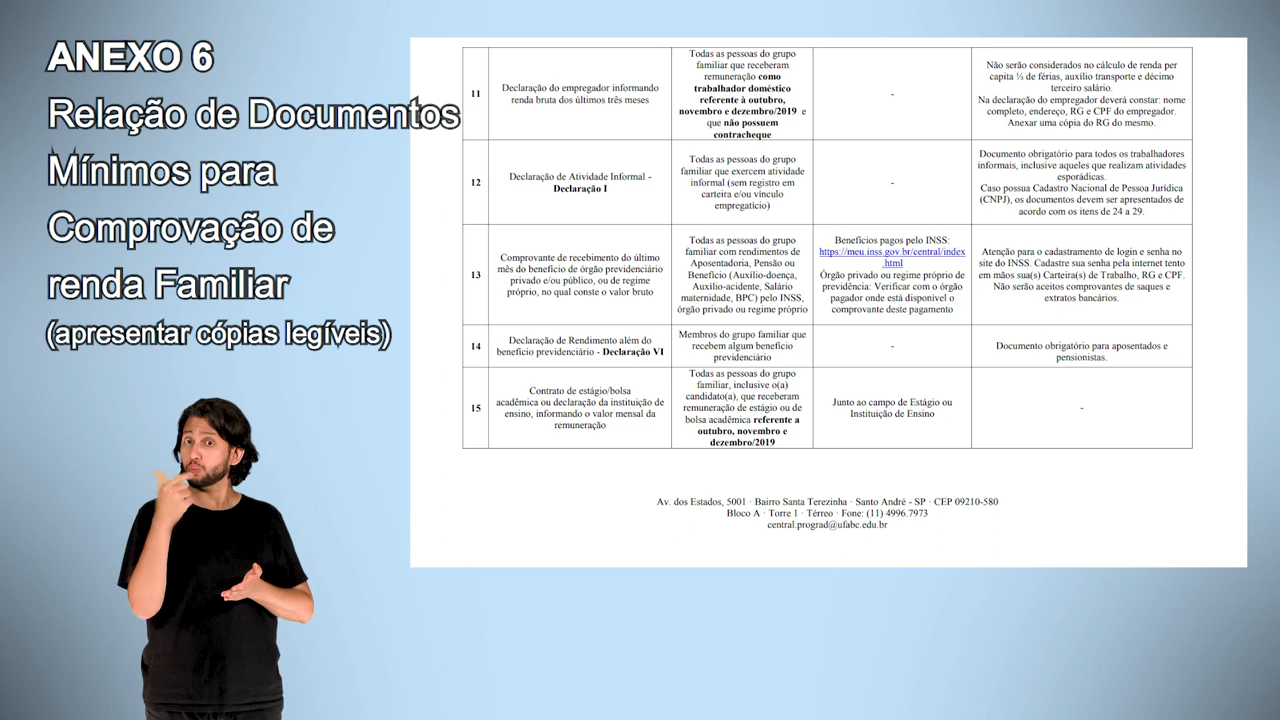 ANEXO 6
Relação de Documentos
Mínimos para
Comprovação de
renda Familiar
(apresentar cópias legíveis)
11
Declaração do empregador informando
renda bruta dos últimos três meses
Todas as pessoas do grupo
familiar que receberam
remuneração como
trabalhador doméstico
referente à outubro,
novembro e dezembro/2019 e
que não possuem
contracheque
-
Não serão considerados no cálculo de renda per
capita ⅓ de férias, auxílio transporte e décimo
terceiro salário.
Na declaração do empregador deverá constar: nome
completo, endereço, RG e CPF do empregador.
Anexar uma cópia do RG do mesmo.
12
Declaração de Atividade Informal -
Declaração I
Todas as pessoas do grupo
familiar que exercem atividade
informal (sem registro em
carteira e/ou vínculo
empregatício)
-
Documento obrigatório para todos os trabalhadores
informais, inclusive aqueles que realizam atividades
esporádicas.
Caso possua Cadastro Nacional de Pessoa Jurídica
(CNPJ), os documentos devem ser apresentados de
acordo com os itens de 24 a 29.
13
Comprovante de recebimento do último
mês do benefício de órgão previdenciário
privado e/ou público, ou de regime
próprio, no qual conste o valor bruto
Todas as pessoas do grupo
familiar com rendimentos de
Aposentadoria, Pensão ou
Benefício (Auxílio-doença,
Auxílio-acidente, Salário
maternidade, BPC) pelo INSS,
órgão privado ou regime próprio
Benefícios pagos pelo INSS:
https://meu.inss.gov.br/central/index
.html
Órgão privado ou regime próprio de
previdência: Verificar com o órgão
pagador onde está disponível o
comprovante deste pagamento
Atenção para o cadastramento de login e senha no
site do INSS. Cadastre sua senha pela internet tento
em mãos sua(s) Carteira(s) de Trabalho, RG e CPF.
Não serão aceitos comprovantes de saques e
extratos bancários.
14
Declaração de Rendimento além do
benefício previdenciário - Declaração VI
Membros do grupo familiar que
recebem algum benefício
previdenciário
-
Documento obrigatório para aposentados e
pensionistas.
15
Contrato de estágio/bolsa
acadêmica ou declaração da instituição de
ensino, informando o valor mensal da
remuneração
Todas as pessoas do grupo
familiar, inclusive o(a)
candidato(a), que receberam
remuneração de estágio ou de
bolsa acadêmica referente a
outubro, novembro e
dezembro/2019
Junto ao campo de Estágio ou
Instituição de Ensino
-
Av. dos Estados, 5001 · Bairro Santa Terezinha · Santo André - SP · CEP 09210-580
Bloco A · Torre 1 · Térreo · Fone: (11) 4996.7973
central.prograd@ufabc.edu.br